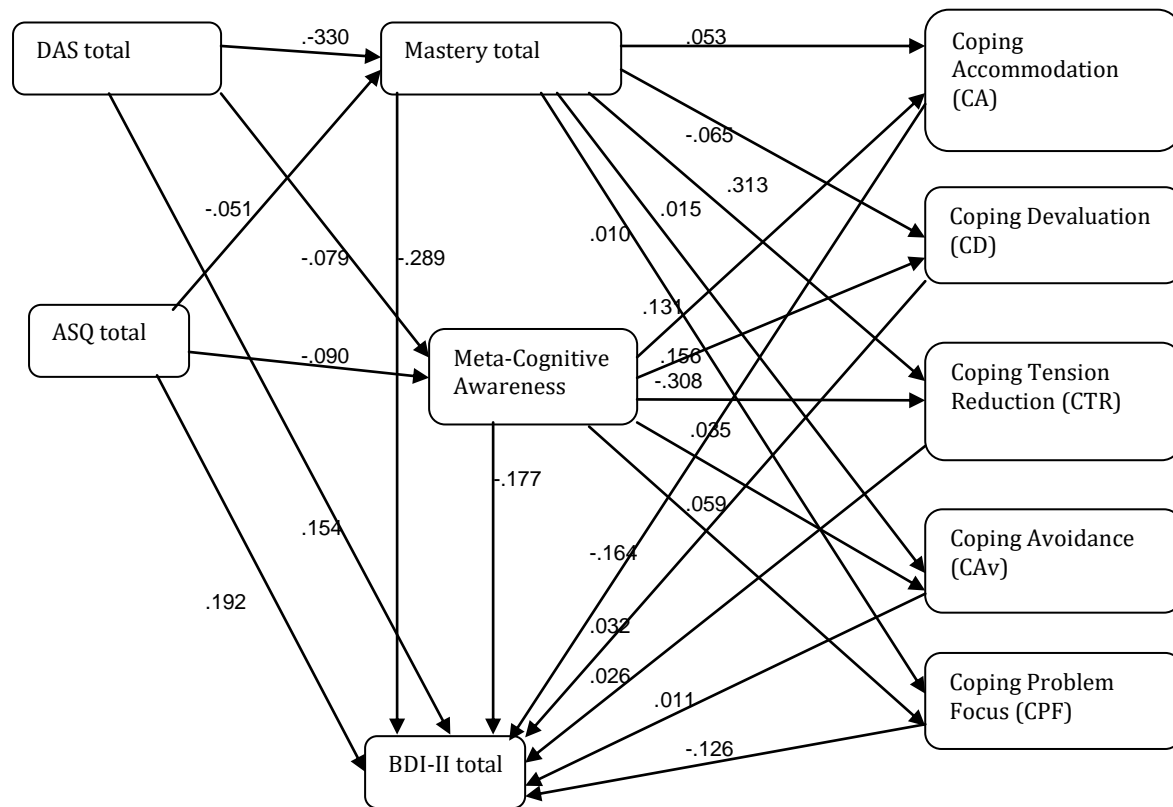 DAS total
.-330
Mastery total
.053
Coping
Accommodation
(CA)
-.065
.313
-.051
.015
.010
Coping Devaluation
(CD)
-.079
-.289
.131
ASQ total
-.090
Meta-Cognitive
Awareness
.156
-.308
Coping Tension
Reduction (CTR)
.035
-.177
.059
.154
-.164
Coping Avoidance
(CAv)
.192
.032
.026
.011
Coping Problem
Focus (CPF)
-.126
BDI-II total